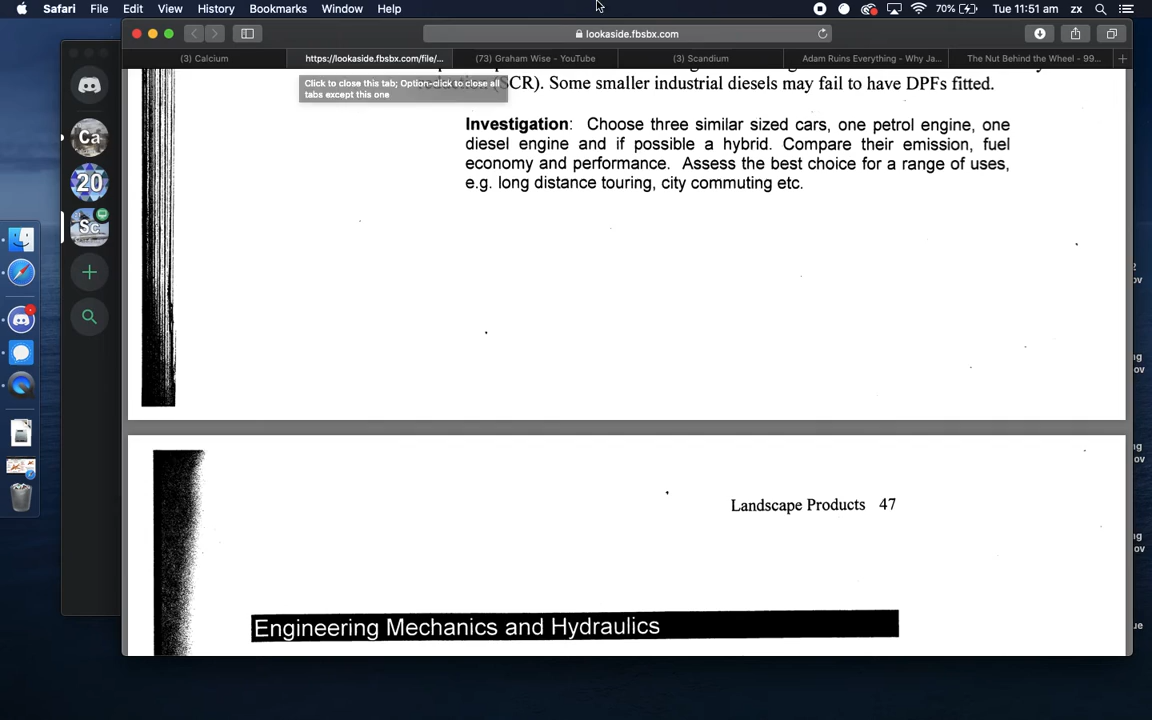 Safari File Edit View History Bookmarks Window Help
70% Tue 11:51 am zx
lookaside.fbsbx.com
(3) Calcium
https://lookaside.fbsbx.com/file/...
(73) Graham Wise - YouTube
(3) Scandium
Adam Ruins Everything - Why Ja...
The Nut Behind the Wheel - 99...
Click to close this tab; Option-click to close all
tabs except this one
(SCR). Some smaller industrial diesels may fail to have DPFs fitted.
Investigation: Choose three similar sized cars, one petrol engine, one
diesel engine and if possible a hybrid. Compare their emission, fuel
economy and performance. Assess the best choice for a range of uses,
e.g. long distance touring, city commuting etc.
Ca
20
Sc
Landscape Products 47
Engineering Mechanics and Hydraulics